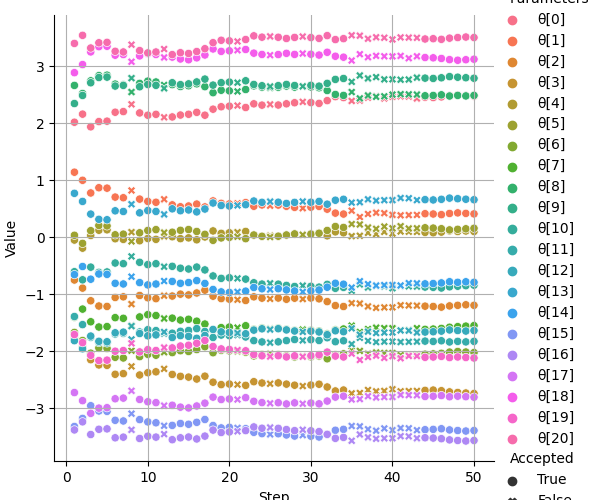 Parameters
θ[0]
θ[1]
θ[2]
θ[3]
θ[4]
θ[5]
θ[6]
θ[7]
θ[8]
θ[9]
θ[10]
θ[11]
θ[12]
θ[13]
θ[14]
θ[15]
θ[16]
θ[17]
θ[18]
θ[19]
θ[20]
Accepted
True
False
Value
3
2
1
0
−1
−2
−3
0
10
20
30
40
50
Step